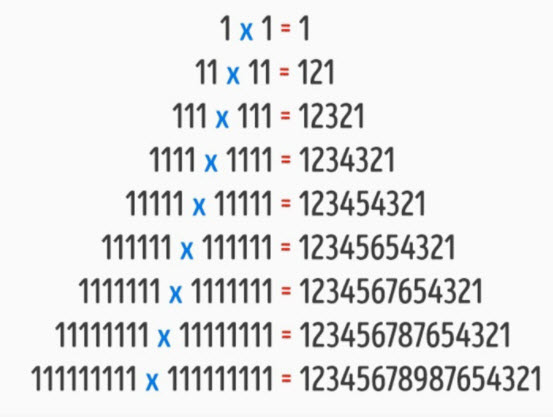 1 x 1 = 1
11 x 11 = 121
111 x 111 = 12321
1111 x 1111 = 1234321
11111 x 11111 = 123454321
111111 x 111111 = 12345654321
1111111 x 1111111 = 1234567654321
11111111 x 11111111 = 123456787654321
111111111 x 111111111 = 12345678987654321